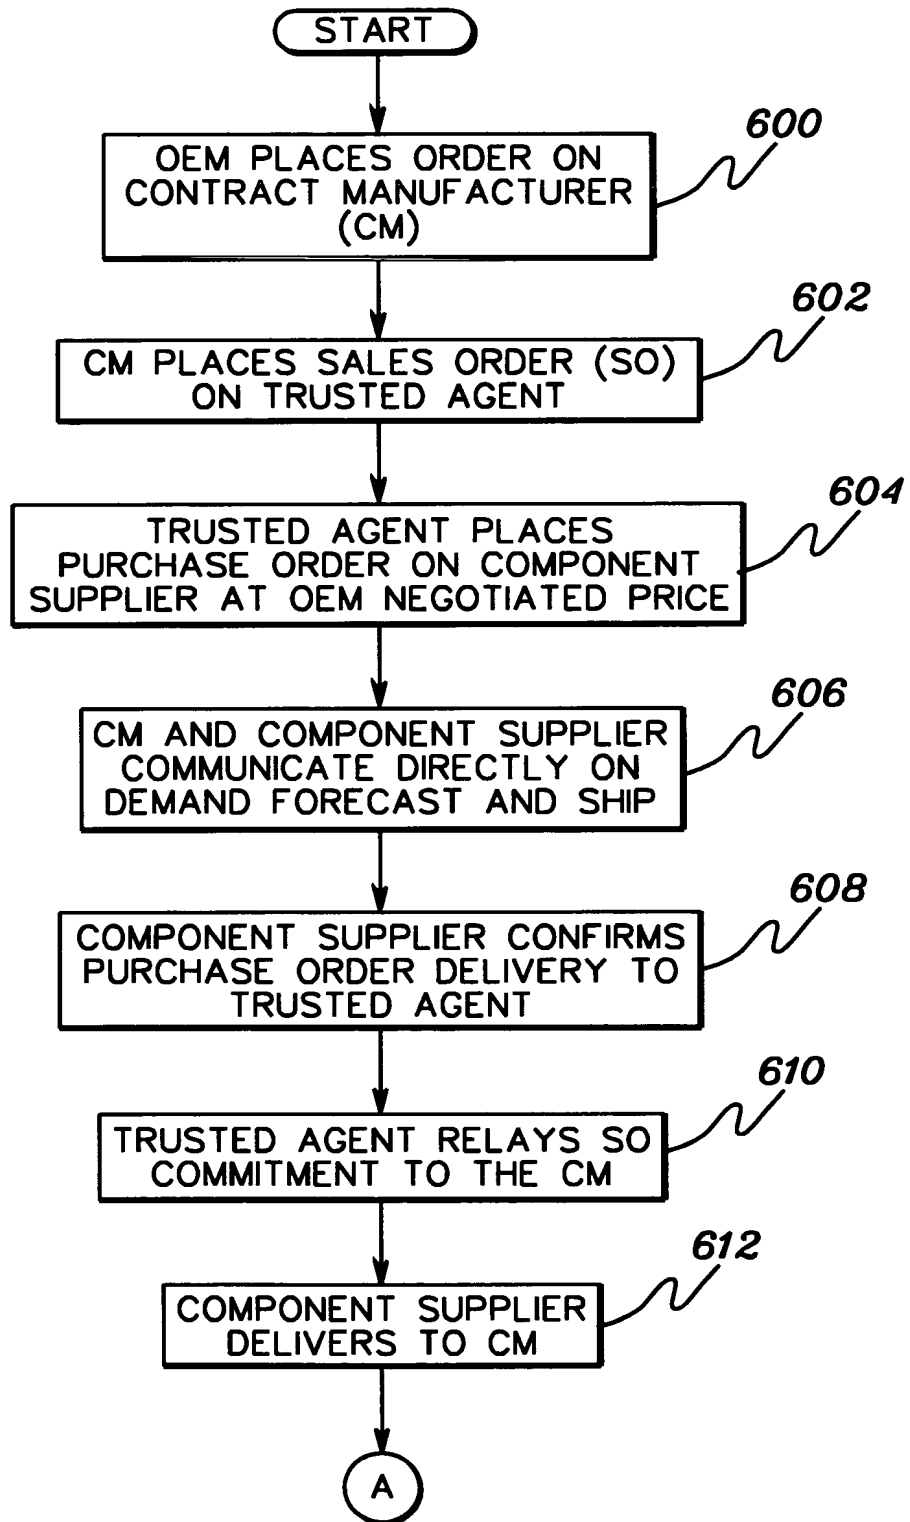 START
OEM PLACES ORDER ON
CONTRACT MANUFACTURER
(CM)
600
CM PLACES SALES ORDER (SO)
ON TRUSTED AGENT
602
TRUSTED AGENT PLACES
PURCHASE ORDER ON COMPONENT
SUPPLIER AT OEM NEGOTIATED PRICE
604
CM AND COMPONENT SUPPLIER
COMMUNICATE DIRECTLY ON
DEMAND FORECAST AND SHIP
606
COMPONENT SUPPLIER CONFIRMS
PURCHASE ORDER DELIVERY TO
TRUSTED AGENT
608
TRUSTED AGENT RELAYS SO
COMMITMENT TO THE CM
610
COMPONENT SUPPLIER
DELIVERS TO CM
612
A